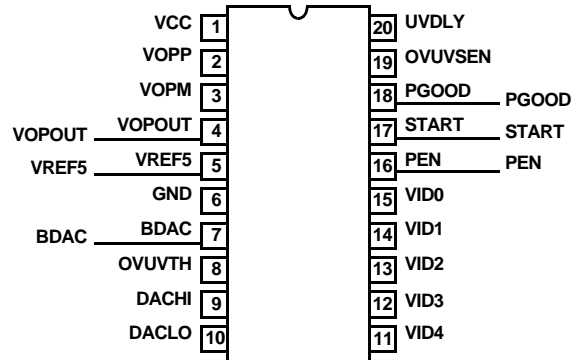 VCC 1 20 UVDLY
VOPP 2 19 OVUVSEN
VOPM 3 18 PGOOD PGOOD
VOPOUT VOPOUT 4 17 START START
VREF5 VREF5 5 16 PEN PEN
GND 6 15 VID0
BDAC BDAC 7 14 VID1
OVUVTH 8 13 VID2
DACHI 9 12 VID3
DACLO 10 11 VID4